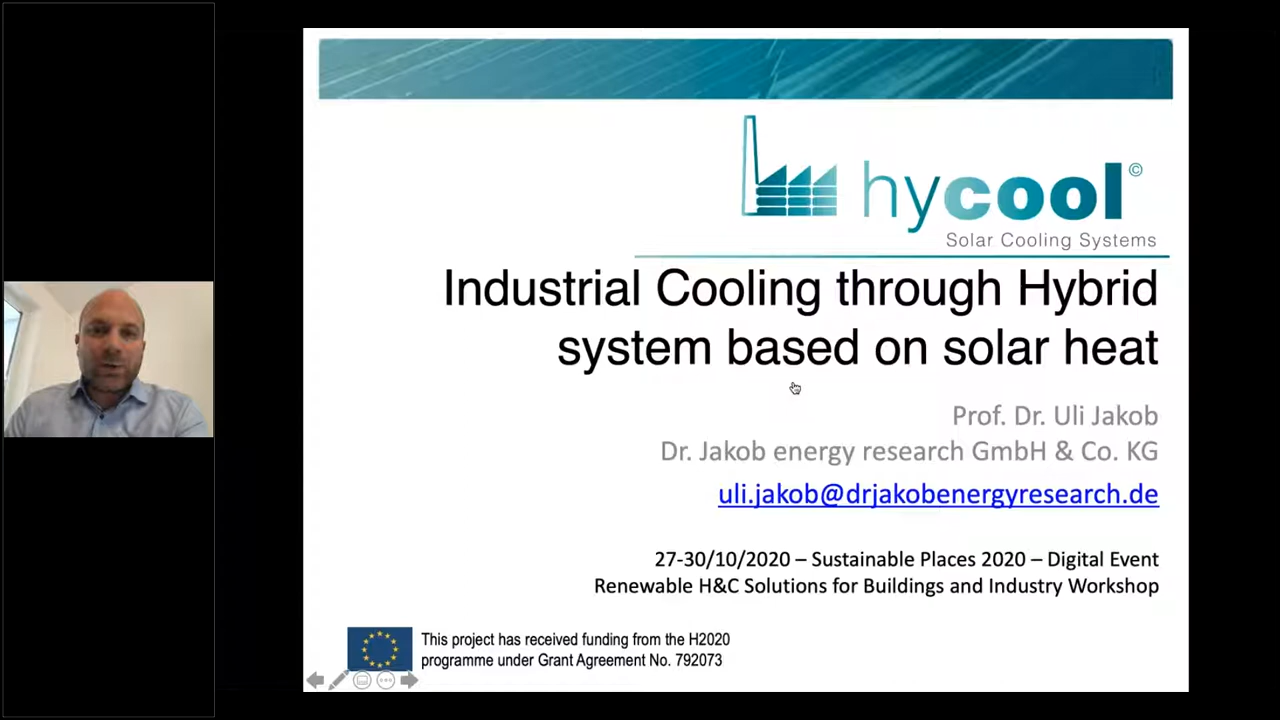 hycool©
Solar Cooling Systems
Industrial Cooling through Hybrid
system based on solar heat
Prof. Dr. Uli Jakob
Dr. Jakob energy research GmbH & Co. KG
uli.jakob@drjakobenergyresearch.de
27-30/10/2020 – Sustainable Places 2020 – Digital Event
Renewable H&C Solutions for Buildings and Industry Workshop
This project has received funding from the H2020
programme under Grant Agreement No. 792073